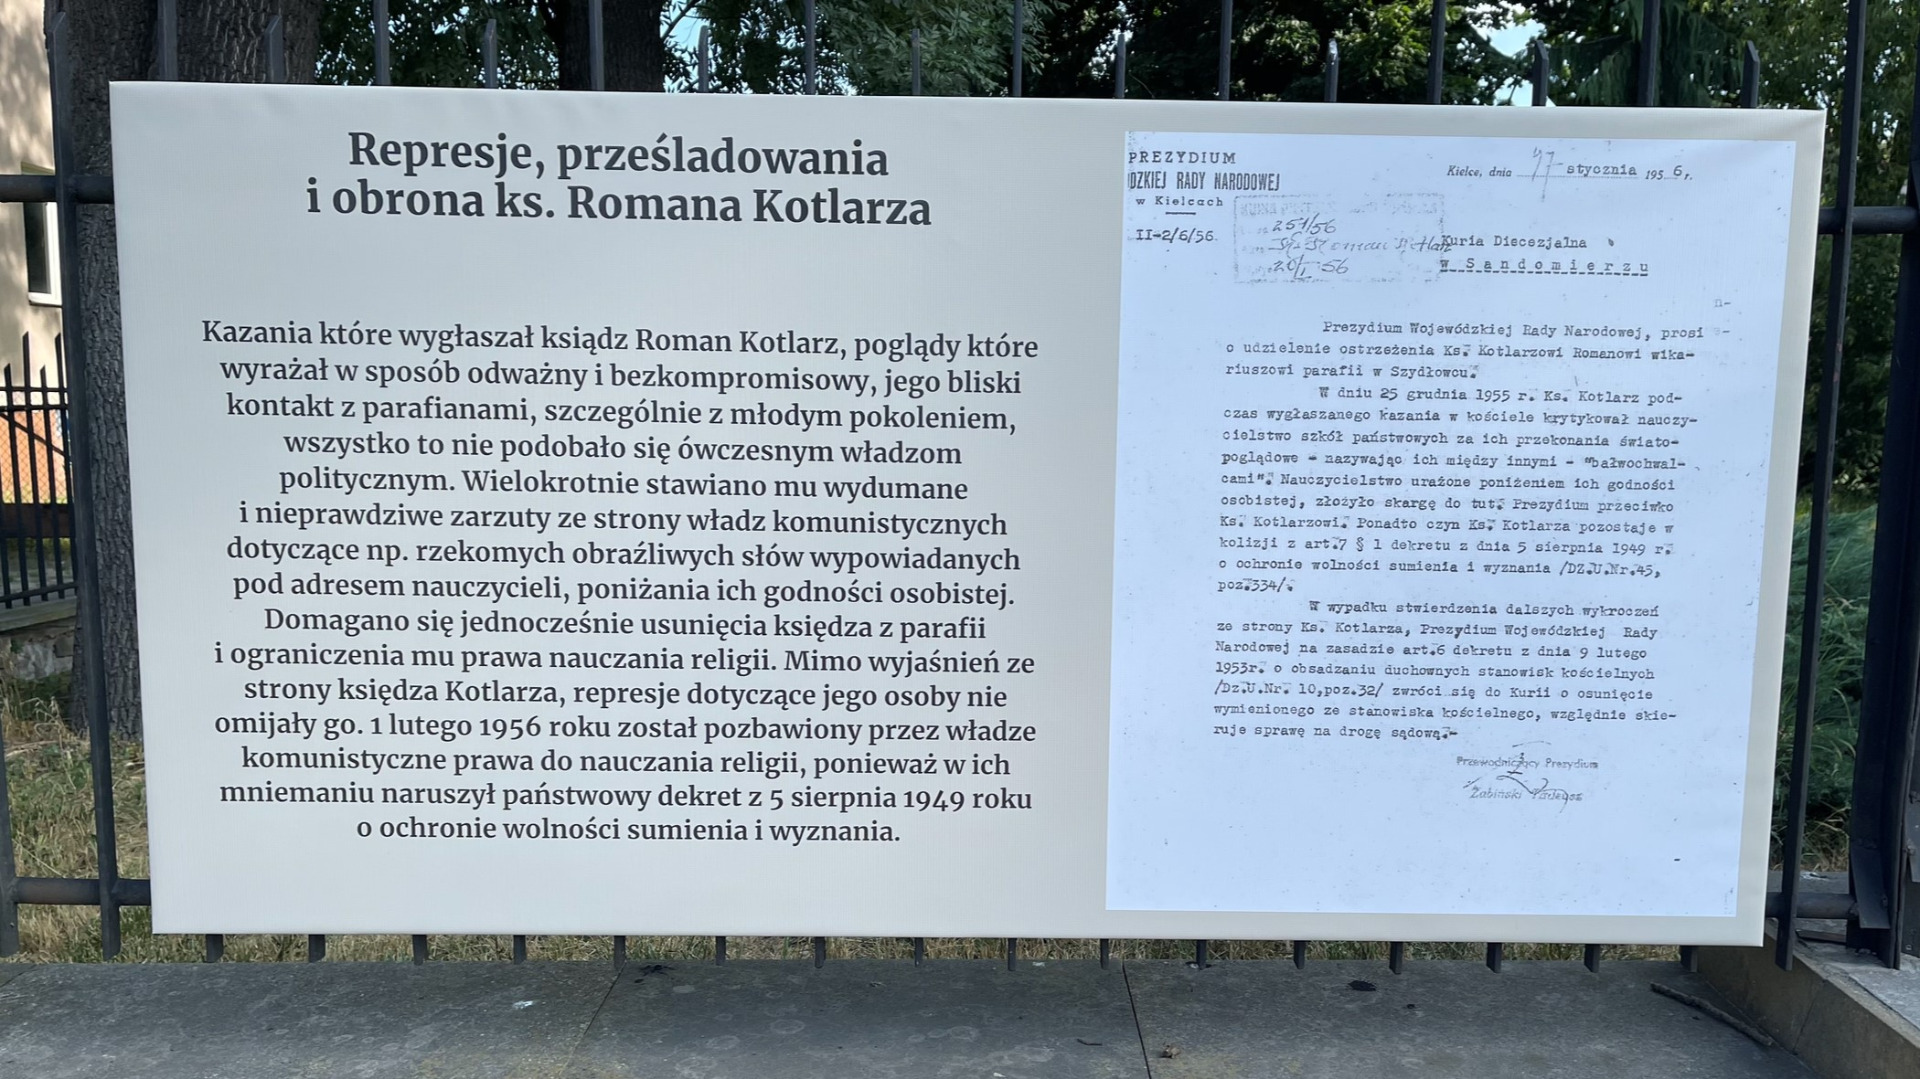 Represje, prześladowania
i obrona ks. Romana Kotlarza
Kazania które wygłaszał ksiądz Roman Kotlarz, poglądy które
wyrażał w sposób odważny i bezkompromisowy, jego bliski
kontakt z parafianami, szczególnie z młodym pokoleniem,
wszystko to nie podobało się ówczesnym władzom
politycznym. Wielokrotnie stawiano mu wydumane
i nieprawdziwe zarzuty ze strony władz komunistycznych
dotyczące np. rzekomych obraźliwych słów wypowiadanych
pod adresem nauczycieli, poniżania ich godności osobistej.
Domagano się jednocześnie usunięcia księdza z parafii
i ograniczenia mu prawa nauczania religii. Mimo wyjaśnień ze
strony księdza Kotlarza, represje dotyczące jego osoby nie
omijały go. 1 lutego 1956 roku został pozbawiony przez władze
komunistyczne prawa do nauczania religii, ponieważ w ich
mniemaniu naruszył państwowy dekret z 5 sierpnia 1949 roku
o ochronie wolności sumienia i wyznania.
PREZYDIUM
DZKIEJ RADY NARODOWEJ
w Kielcach
Kielce, dnia stycznia 1956 r.
II-2/6/56.
251/56
20/I 56
Kuria Diecezjalna
w Sandomierzu
Prezydium Wojewódzkiej Rady Narodowej, prosi
o udzielenie ostrzeżenia Ks. Kotlarzowi Romanowi wika-
riuszowi parafii w Szydłowcu.
W dniu 25 grudnia 1955 r. Ks. Kotlarz pod-
czas wygłaszanego kazania w kościele krytykował nauczy-
cielstwo szkół państwowych za ich przekonania świato-
poglądowe - nazywając ich między innymi - "bałwochwal-
cami". Nauczycielstwo urażone poniżeniem ich godności
osobistej, złożyło skargę do tut. Prezydium przeciwko
Ks. Kotlarzowi. Ponadto czyn Ks. Kotlarza pozostaje w
kolizji z art.7 § 1 dekretu z dnia 5 sierpnia 1949 r.
o ochronie wolności sumienia i wyznania /DZ.U.Nr.45,
poz.334/.
W wypadku stwierdzenia dalszych wykroczeń
ze strony Ks. Kotlarza, Prezydium Wojewódzkiej Rady
Narodowej na zasadzie art.6 dekretu z dnia 9 lutego
1953r. o obsadzaniu duchownych stanowisk kościelnych
/Dz.U.Nr. 10,poz.32/ zwróci się do Kurii o osunięcie
wymienionego ze stanowiska kościelnego, względnie skie-
ruje sprawę na drogę sądową.-
Przewodniczący Prezydium
Żabiński Tadeusz